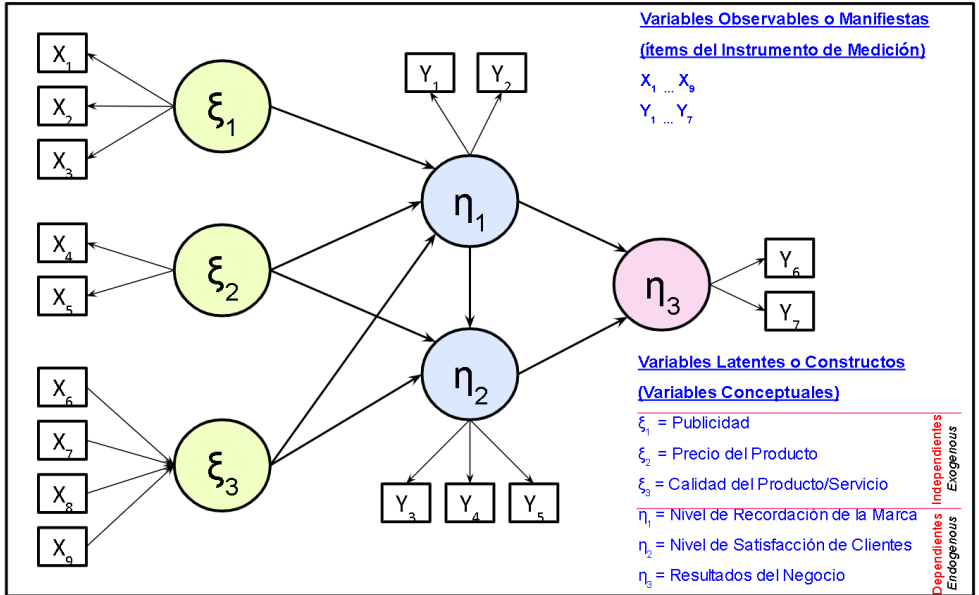 Variables Observables o Manifiestas
(ítems del Instrumento de Medición)
X₁ ... X₉
Y₁ ... Y₇
X₁
X₂
X₃
ξ₁
Y₁
Y₂
η₁
X₄
X₅
ξ₂
η₃
Y₆
Y₇
X₆
X₇
X₈
X₉
ξ₃
η₂
Y₃
Y₄
Y₅
Variables Latentes o Constructos
(Variables Conceptuales)
ξ₁ = Publicidad
ξ₂ = Precio del Producto
ξ₃ = Calidad del Producto/Servicio
Independientes
Exogenous
η₁ = Nivel de Recordación de la Marca
η₂ = Nivel de Satisfacción de Clientes
η₃ = Resultados del Negocio
Dependientes
Endogenous